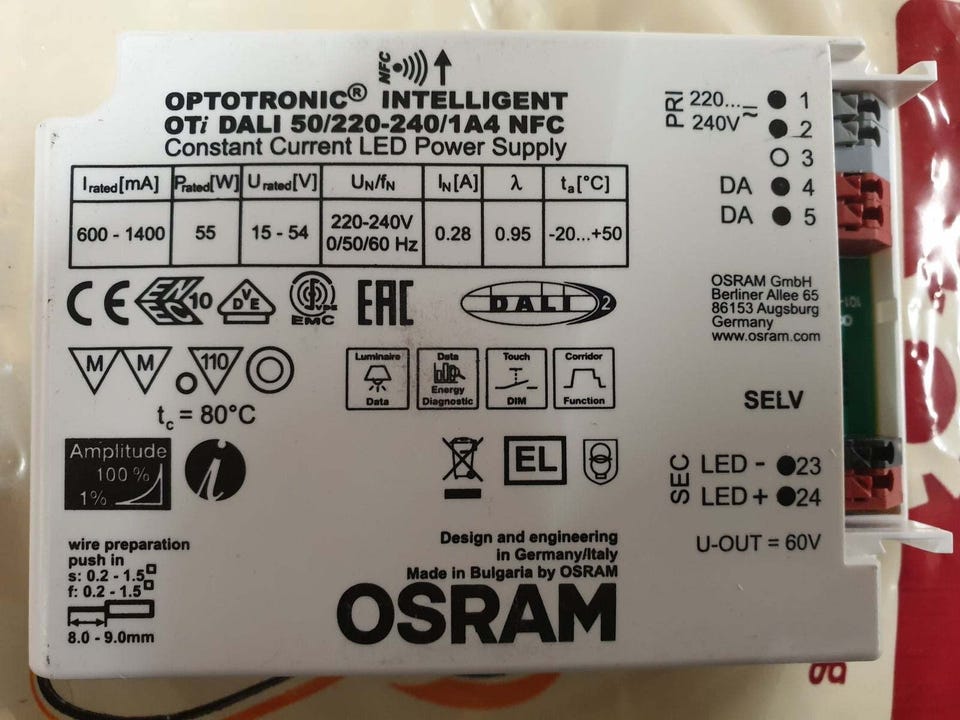 NFC
OPTOTRONIC® INTELLIGENT
OTi DALI 50/220-240/1A4 NFC
Constant Current LED Power Supply
Irated[mA] Prated[W] Urated[V] UN/fN IN[A] λ ta[°C]
600 - 1400 55 15 - 54 220-240V 0/50/60 Hz 0.28 0.95 -20...+50
PRI 220... 240V ~ 1
2
3
DA 4
DA 5
CE ENEC 10 VDE EMC EAC DALI 2
OSRAM GmbH
Berliner Allee 65
86153 Augsburg
Germany
www.osram.com
M M 110
tc = 80°C
Luminaire Data
Data Energy Diagnostic
Touch DIM
Corridor Function
SELV
Amplitude
100 %
1%
i
EL
SEC LED - 23
LED + 24
U-OUT = 60V
wire preparation
push in
s: 0.2 - 1.5
f: 0.2 - 1.5
8.0 - 9.0mm
Design and engineering
in Germany/Italy
Made in Bulgaria by OSRAM
OSRAM